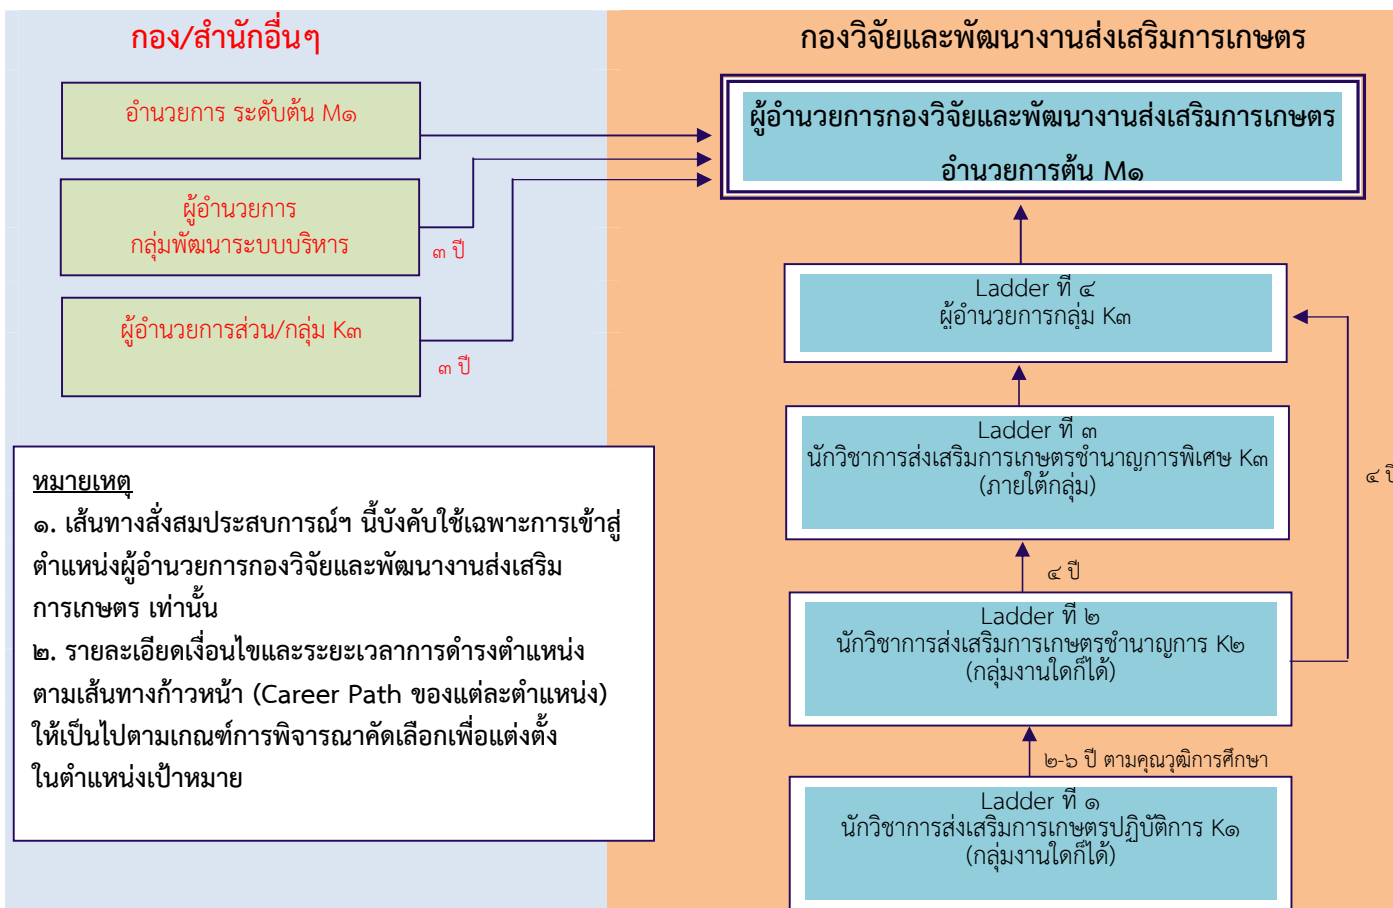 กอง/สำนักอื่นๆ
อำนวยการ ระดับต้น M๑
ผู้อำนวยการ
กลุ่มพัฒนาระบบบริหาร
๓ ปี
ผู้อำนวยการส่วน/กลุ่ม K๓
๓ ปี
หมายเหตุ
๑. เส้นทางสั่งสมประสบการณ์ฯ นี้บังคับใช้เฉพาะการเข้าสู่
ตำแหน่งผู้อำนวยการกองวิจัยและพัฒนางานส่งเสริม
การเกษตร เท่านั้น
๒. รายละเอียดเงื่อนไขและระยะเวลาการดำรงตำแหน่ง
ตามเส้นทางก้าวหน้า (Career Path ของแต่ละตำแหน่ง)
ให้เป็นไปตามเกณฑ์การพิจารณาคัดเลือกเพื่อแต่งตั้ง
ในตำแหน่งเป้าหมาย
กองวิจัยและพัฒนางานส่งเสริมการเกษตร
ผู้อำนวยการกองวิจัยและพัฒนางานส่งเสริมการเกษตร
อำนวยการต้น M๑
Ladder ที่ ๔
ผู้อำนวยการกลุ่ม K๓
Ladder ที่ ๓
นักวิชาการส่งเสริมการเกษตรชำนาญการพิเศษ K๓
(ภายใต้กลุ่ม)
๔ ปี
๔ ปี
Ladder ที่ ๒
นักวิชาการส่งเสริมการเกษตรชำนาญการ K๒
(กลุ่มงานใดก็ได้)
๒-๖ ปี ตามคุณวุฒิการศึกษา
Ladder ที่ ๑
นักวิชาการส่งเสริมการเกษตรปฏิบัติการ K๑
(กลุ่มงานใดก็ได้)